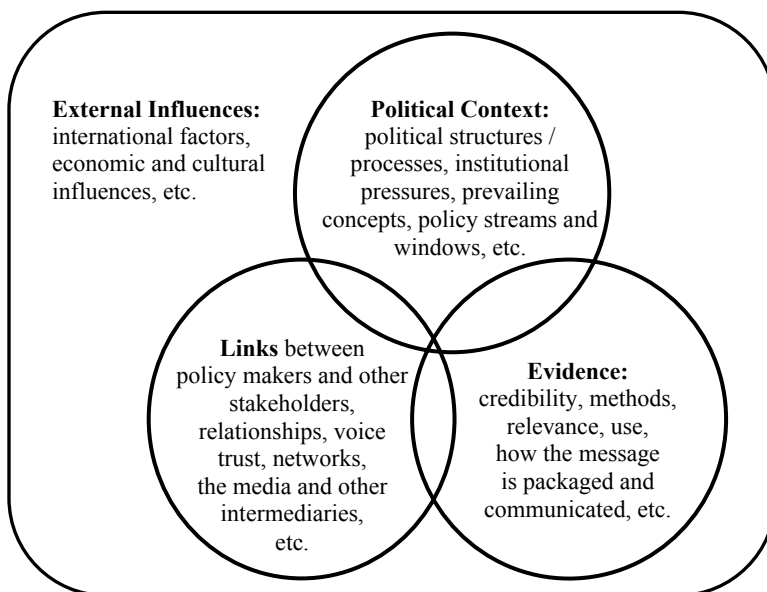 External Influences:
international factors,
economic and cultural
influences, etc.
Political Context:
political structures /
processes, institutional
pressures, prevailing
concepts, policy streams and
windows, etc.
Links between
policy makers and other
stakeholders,
relationships, voice
trust, networks,
the media and other
intermediaries,
etc.
Evidence:
credibility, methods,
relevance, use,
how the message
is packaged and
communicated, etc.